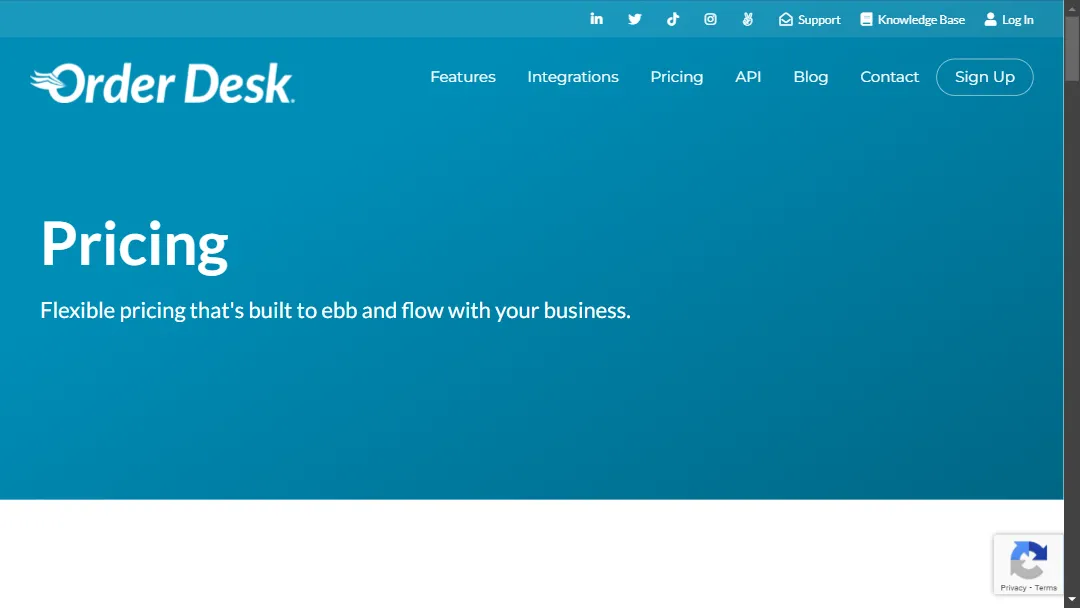 Support Knowledge Base Log In
Order Desk.
Features Integrations Pricing API Blog Contact Sign Up
Pricing
Flexible pricing that's built to ebb and flow with your business.
Privacy - Terms